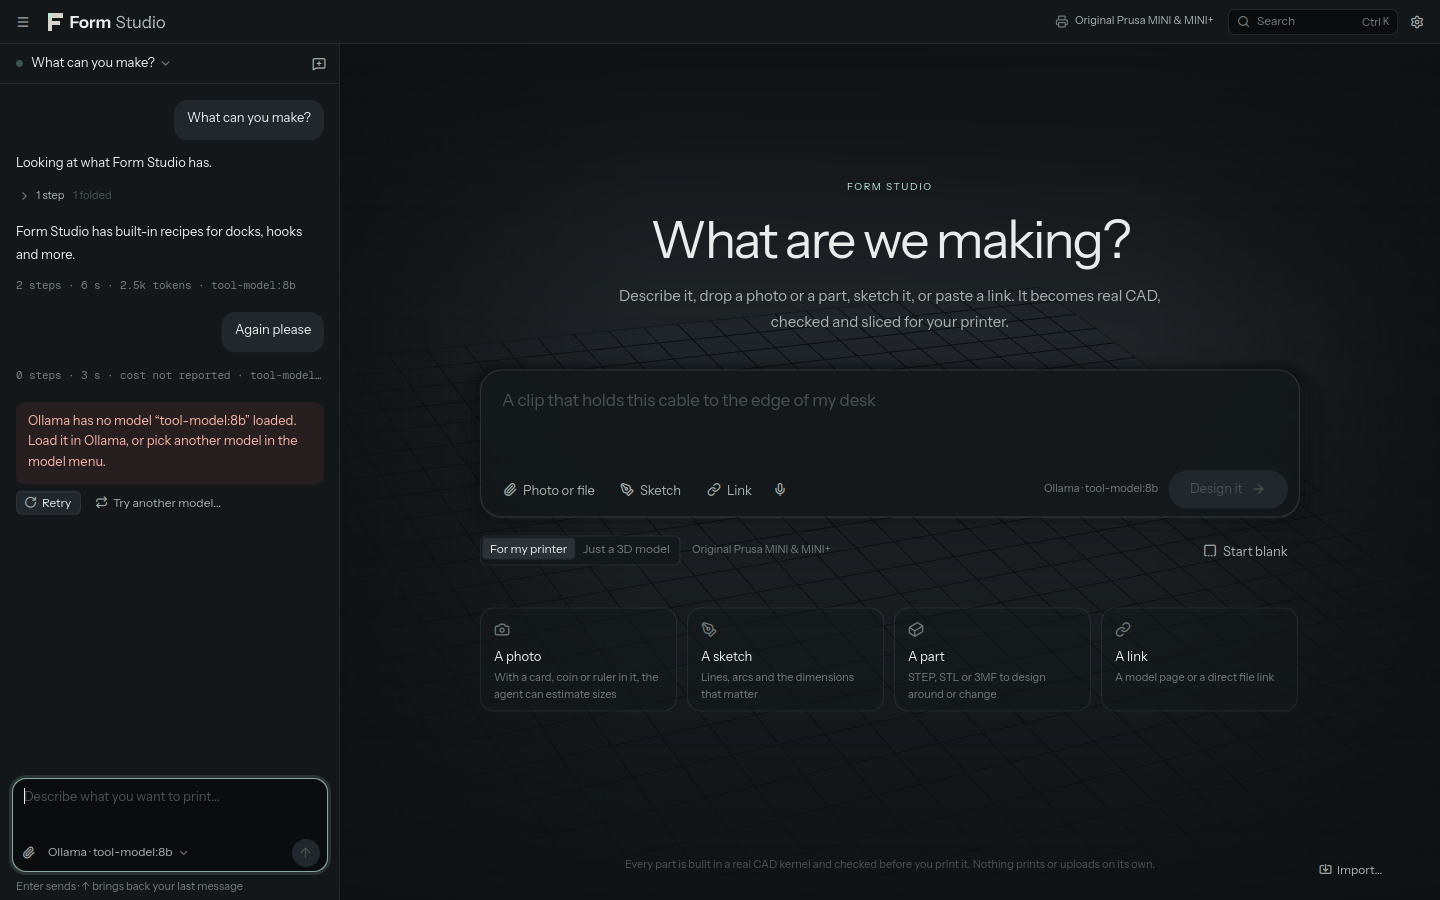 Form Studio
Original Prusa MINI & MINI+
Search
Ctrl K
What can you make?
What can you make?
Looking at what Form Studio has.
1 step 1 folded
Form Studio has built-in recipes for docks, hooks
and more.
2 steps · 6 s · 2.5k tokens · tool-model:8b
Again please
0 steps · 3 s · cost not reported · tool-model…
Ollama has no model “tool-model:8b” loaded.
Load it in Ollama, or pick another model in the
model menu.
Retry
Try another model…
Describe what you want to print…
Ollama · tool-model:8b
Enter sends · ↑ brings back your last message
FORM STUDIO
What are we making?
Describe it, drop a photo or a part, sketch it, or paste a link. It becomes real CAD,
checked and sliced for your printer.
A clip that holds this cable to the edge of my desk
Photo or file
Sketch
Link
Ollama · tool-model:8b
Design it
For my printer
Just a 3D model
Original Prusa MINI & MINI+
Start blank
A photo
With a card, coin or ruler in it, the
agent can estimate sizes
A sketch
Lines, arcs and the dimensions
that matter
A part
STEP, STL or 3MF to design
around or change
A link
A model page or a direct file link
Every part is built in a real CAD kernel and checked before you print it. Nothing prints or uploads on its own.
Import…